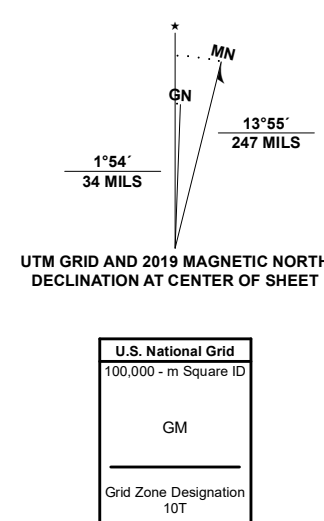 ★
MN
GN
13°55´
247 MILS
1°54´
34 MILS
UTM GRID AND 2019 MAGNETIC NORTH
DECLINATION AT CENTER OF SHEET
U.S. National Grid
100,000 - m Square ID
GM
Grid Zone Designation
10T